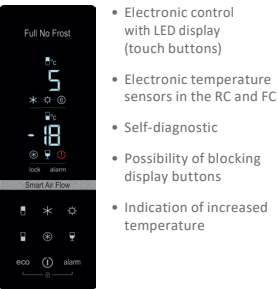 Full No Frost
°c
5
°c
-18
lock alarm
Smart Air Flow
eco alarm
• Electronic control
with LED display
(touch buttons)
• Electronic temperature
sensors in the RC and FC
• Self-diagnostic
• Possibility of blocking
display buttons
• Indication of increased
temperature